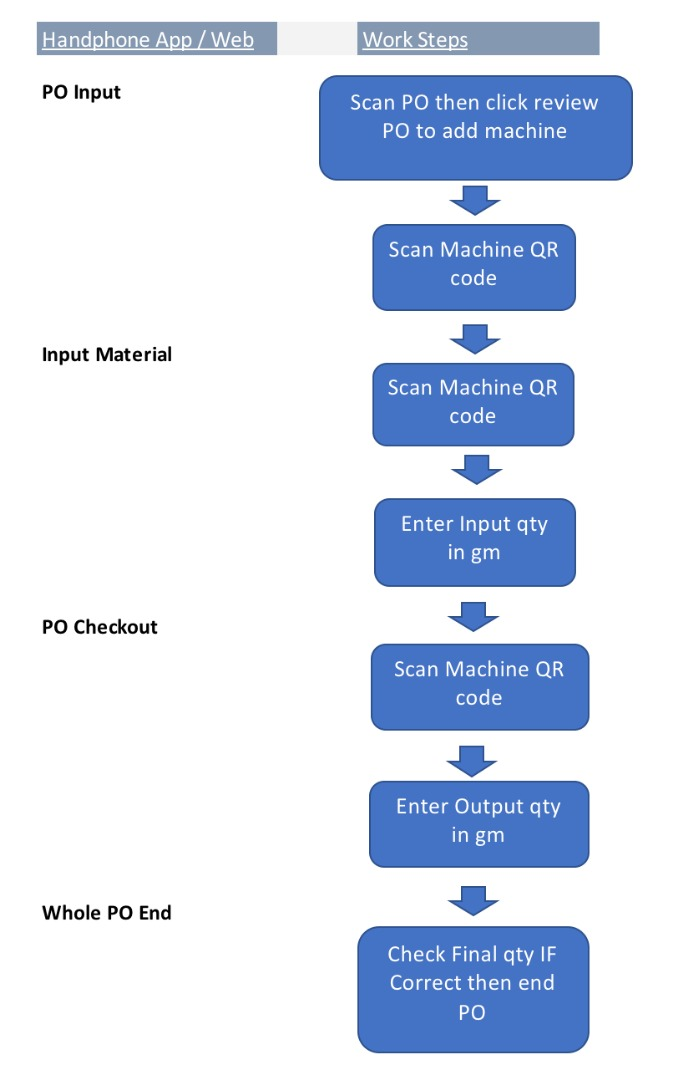 Handphone App / Web
Work Steps
PO Input
Scan PO then click review
PO to add machine
Scan Machine QR
code
Input Material
Scan Machine QR
code
Enter Input qty
in gm
PO Checkout
Scan Machine QR
code
Enter Output qty
in gm
Whole PO End
Check Final qty IF
Correct then end
PO